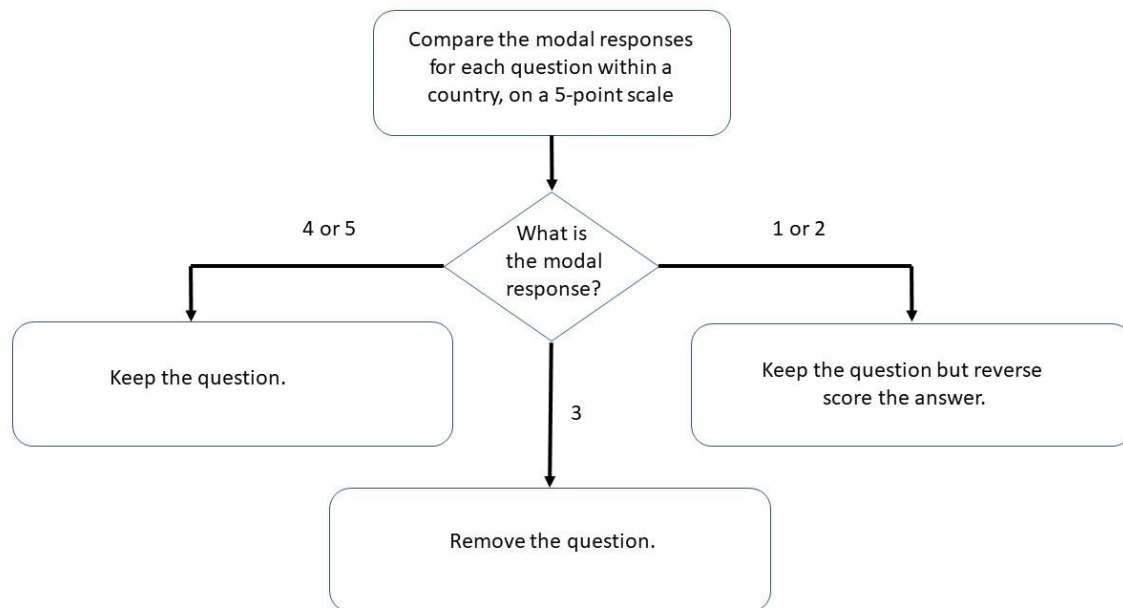 Compare the modal responses
for each question within a
country, on a 5-point scale
4 or 5
What is
the modal
response?
1 or 2
Keep the question.
3
Keep the question but reverse
score the answer.
Remove the question.